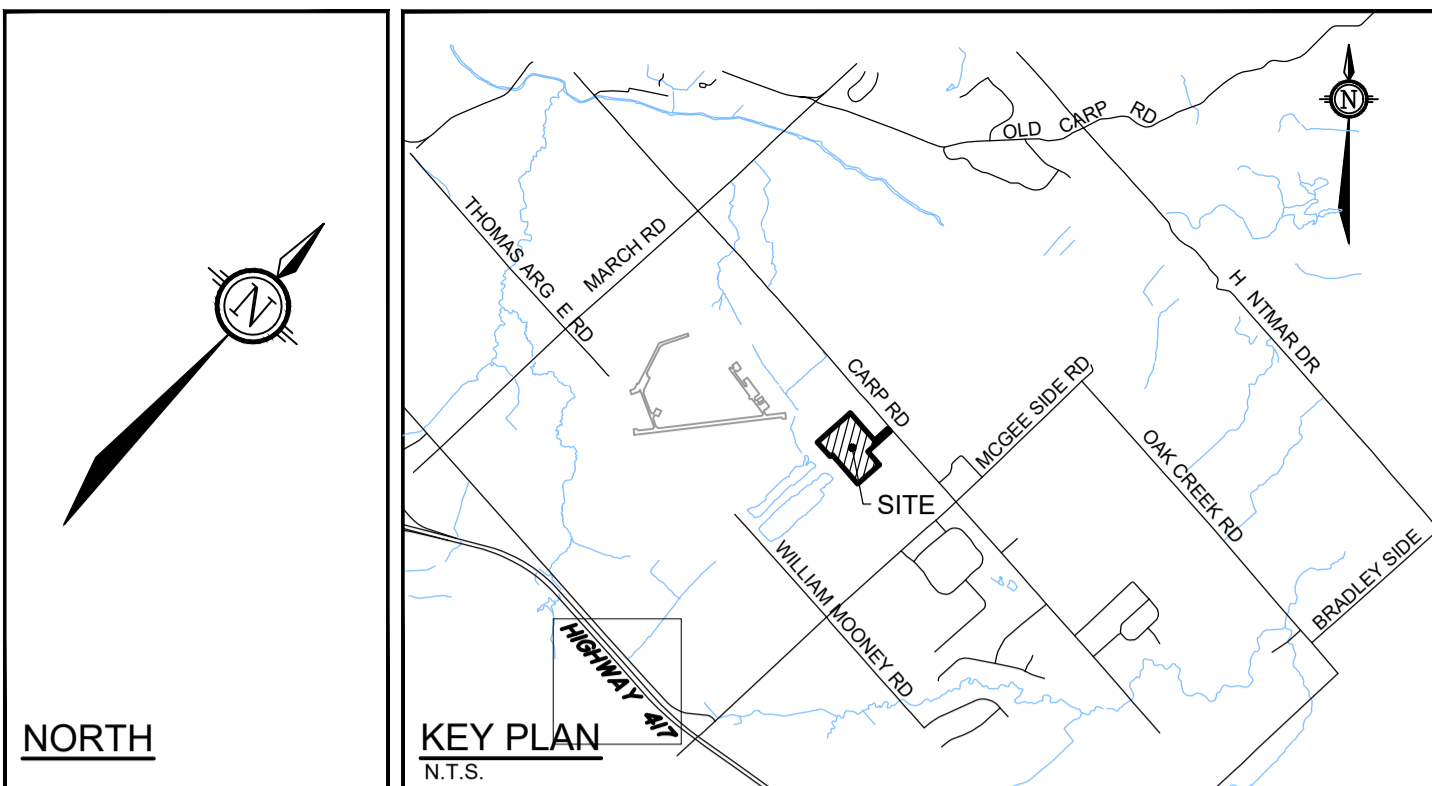 N
NORTH
OLD CARP RD
N
THOMAS ARG E RD
MARCH RD
H NTMAR DR
CARP RD
MCGEE SIDE RD
OAK CREEK RD
SITE
WILLIAM MOONEY RD
BRADLEY SIDE
HIGHWAY 417
KEY PLAN
N.T.S.